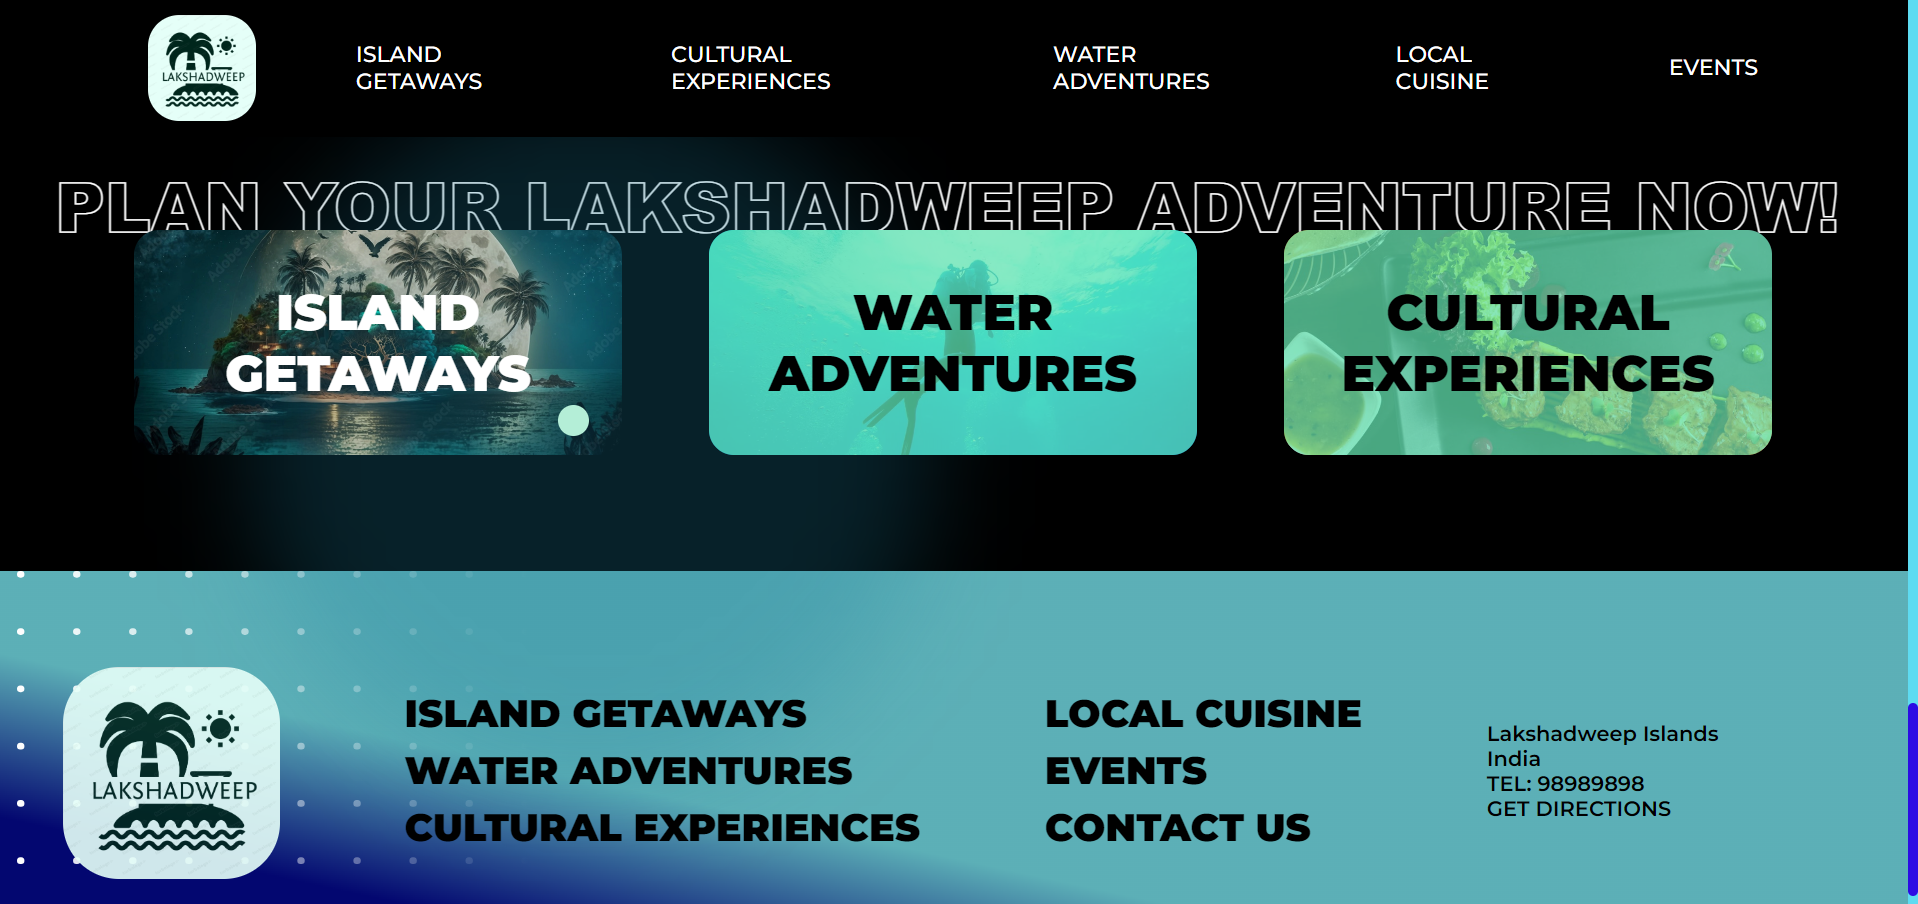 LAKSHADWEEP
ISLAND
GETAWAYS
CULTURAL
EXPERIENCES
WATER
ADVENTURES
LOCAL
CUISINE
EVENTS
PLAN YOUR LAKSHADWEEP ADVENTURE NOW!
ISLAND
GETAWAYS
WATER
ADVENTURES
CULTURAL
EXPERIENCES
LAKSHADWEEP
ISLAND GETAWAYS
WATER ADVENTURES
CULTURAL EXPERIENCES
LOCAL CUISINE
EVENTS
CONTACT US
Lakshadweep Islands
India
TEL: 98989898
GET DIRECTIONS